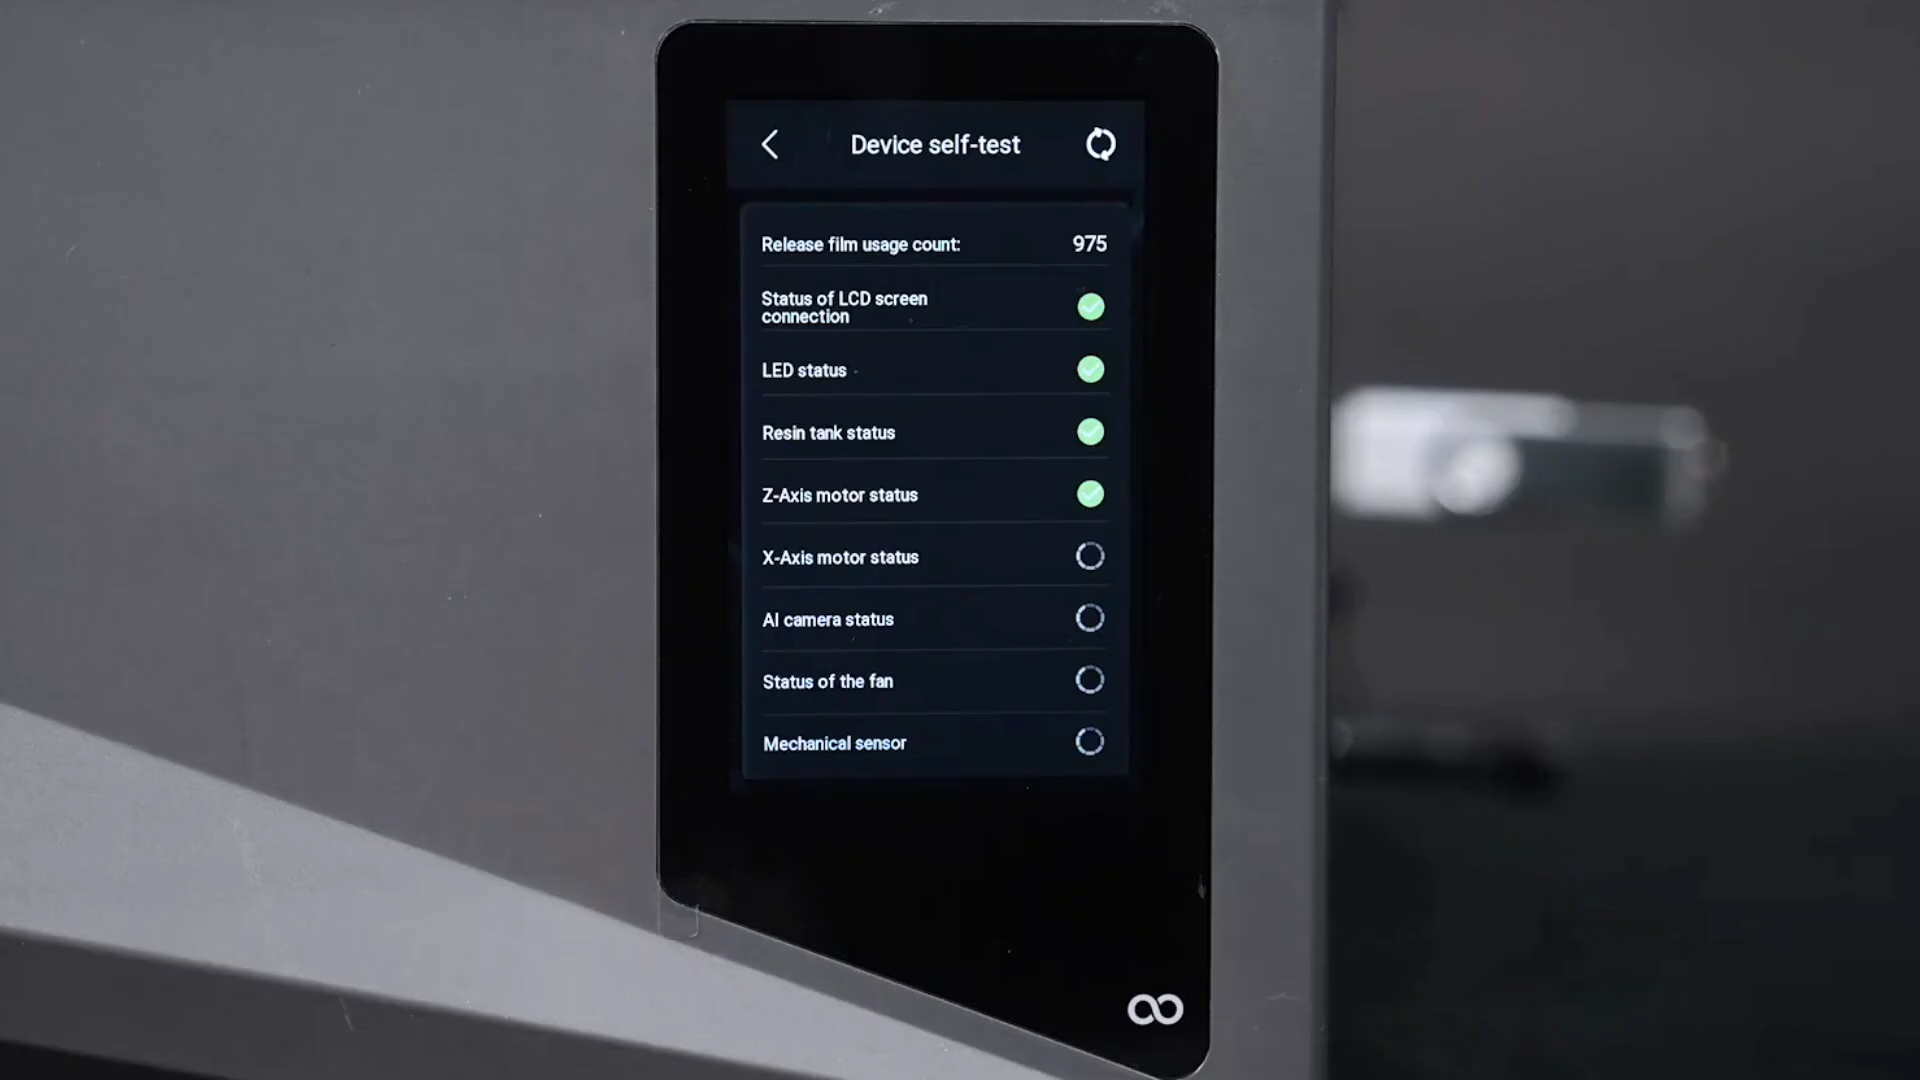 Device self-test
Release film usage count: 975
Status of LCD screen
connection
LED status
Resin tank status
Z-Axis motor status
X-Axis motor status
AI camera status
Status of the fan
Mechanical sensor